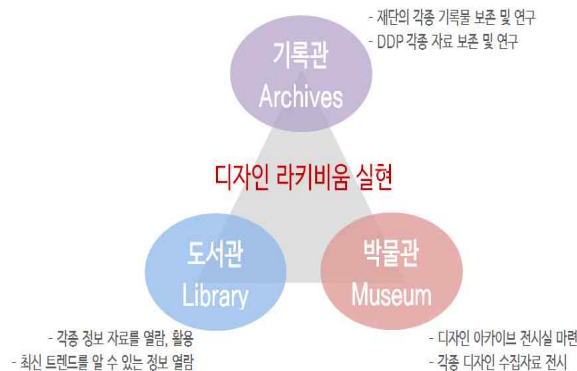 - 재단의 각종 기록물 보존 및 연구
- DDP 각종 자료 보존 및 연구
기록관
Archives
디자인 라키비움 실현
도서관
Library
박물관
Museum
- 각종 정보 자료를 열람, 활용
- 최신 트렌드를 알 수 있는 정보 열람
- 디자인 아카이브 전시실 마련
- 각종 디자인 수집자료 전시